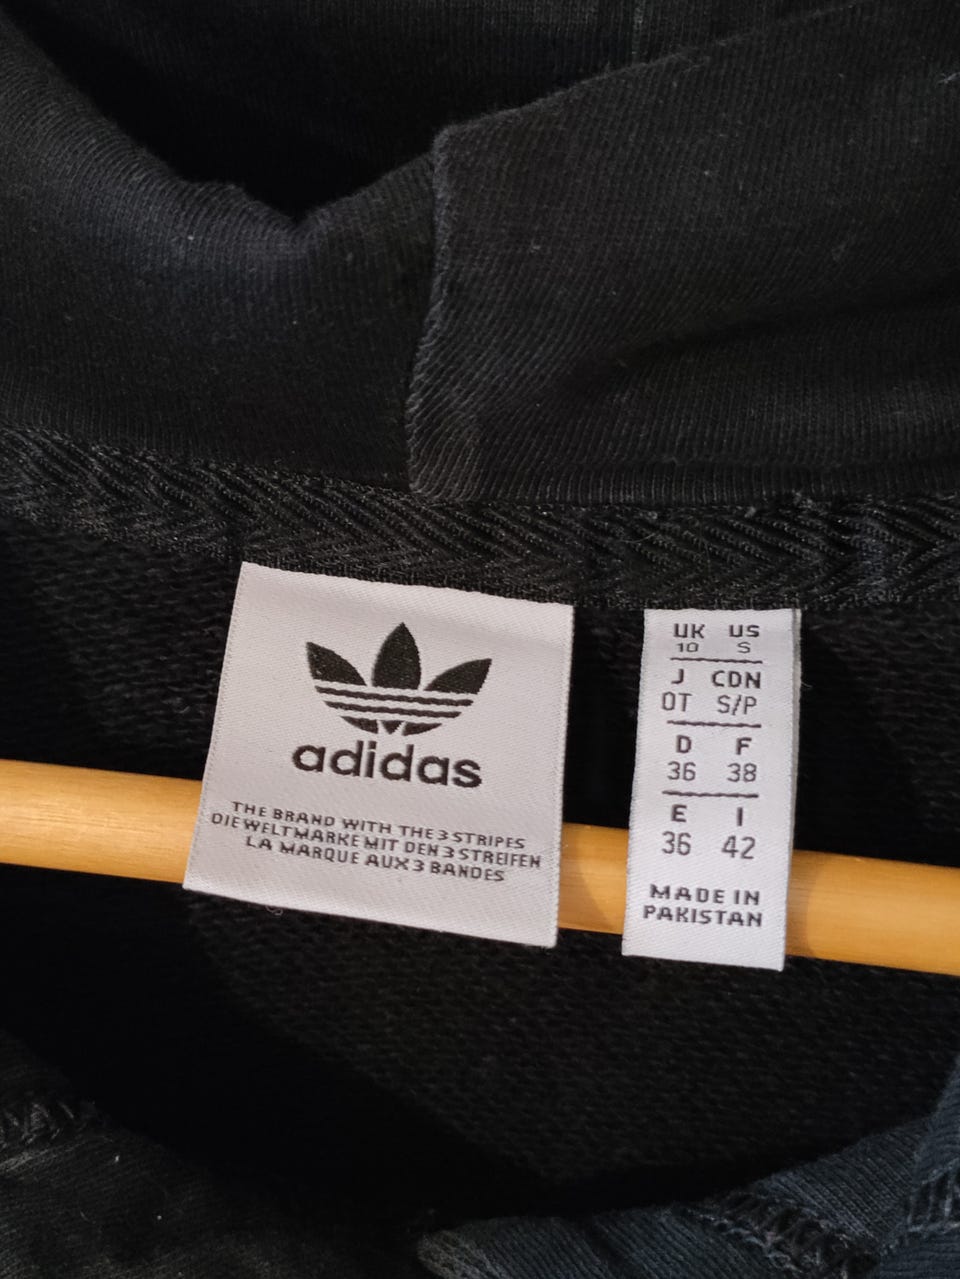 adidas
THE BRAND WITH THE 3 STRIPES
DIE WELTMARKE MIT DEN 3 STREIFEN
LA MARQUE AUX 3 BANDES
UK US
10 S
J CDN
OT S/P
D F
36 38
E I
36 42
MADE IN
PAKISTAN